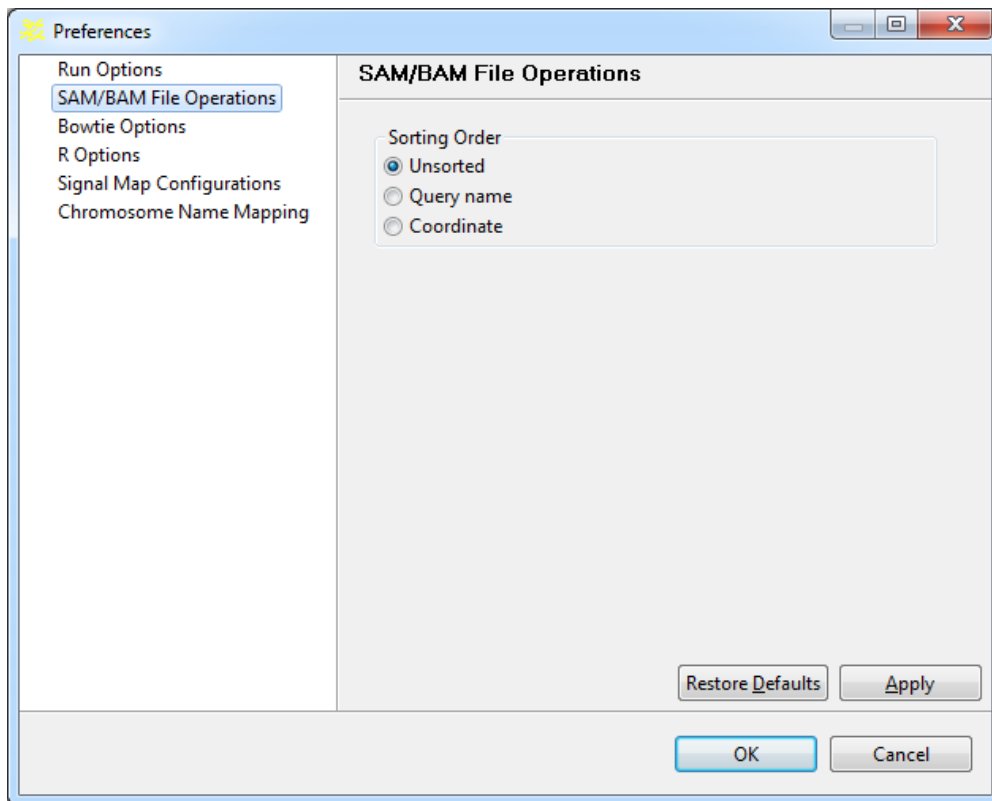 Preferences
Run Options
SAM/BAM File Operations
Bowtie Options
R Options
Signal Map Configurations
Chromosome Name Mapping
SAM/BAM File Operations
Sorting Order
Unsorted
Query name
Coordinate
Restore Defaults
Apply
OK
Cancel